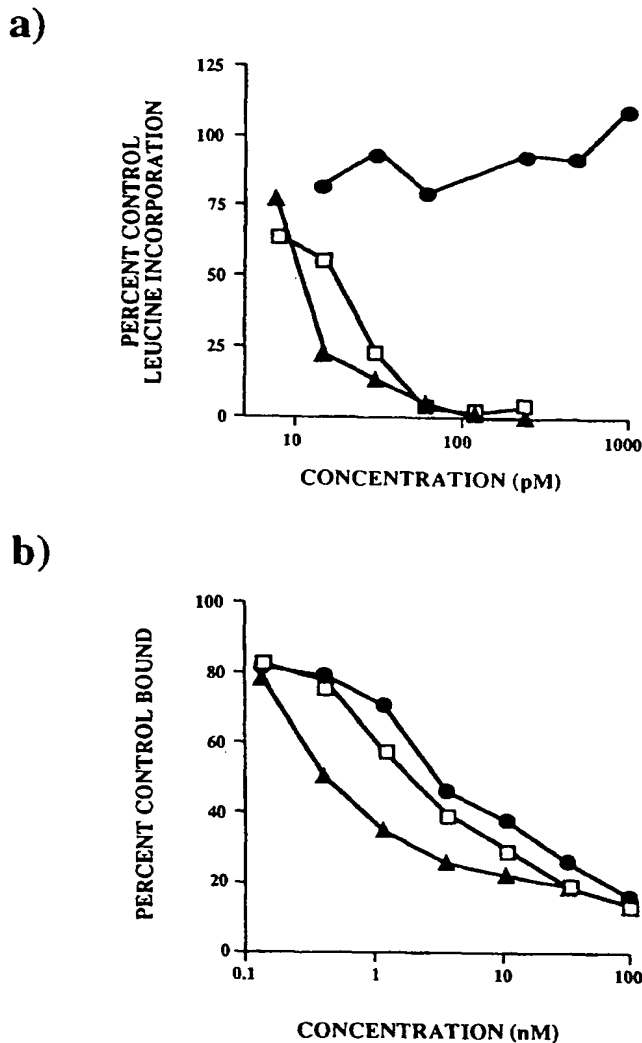 a)
125
100
75
50
25
0
PERCENT CONTROL
LEUCINE INCORPORATION
10
100
1000
CONCENTRATION (pM)
b)
100
80
60
40
20
0
PERCENT CONTROL BOUND
0.1
1
10
100
CONCENTRATION (nM)